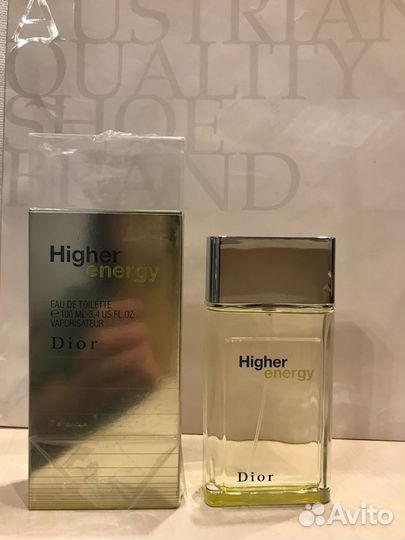 AUSTRIAN
QUALITY
SHOE
BRAND
Higher
energy
EAU DE TOILETTE
℮ 100 ML-3.4 US FL.OZ
VAPORISATEUR
Dior
Higher
energy
Dior
Avito